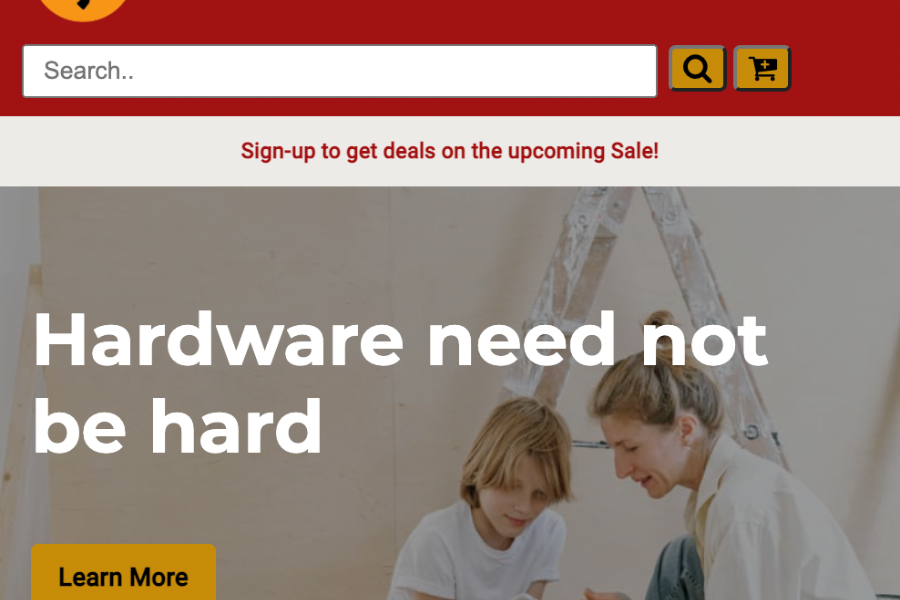 Search..
Sign-up to get deals on the upcoming Sale!
Hardware need not
be hard
Learn More